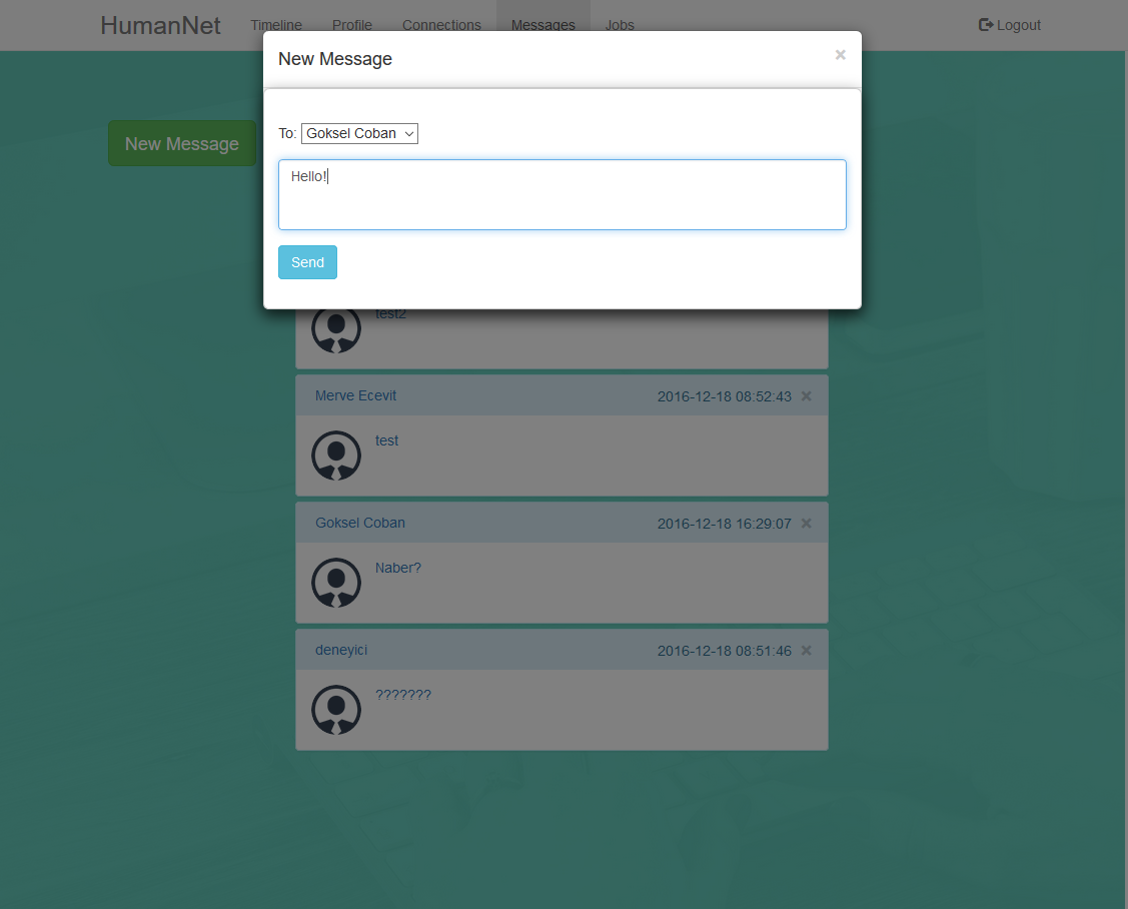 HumanNet Timeline Profile Connections Messages Jobs Logout
New Message ×
To: Goksel Coban
New Message
Hello!
Send
test2
Merve Ecevit 2016-12-18 08:52:43 ×
test
Goksel Coban 2016-12-18 16:29:07 ×
Naber?
deneyici 2016-12-18 08:51:46 ×
???????